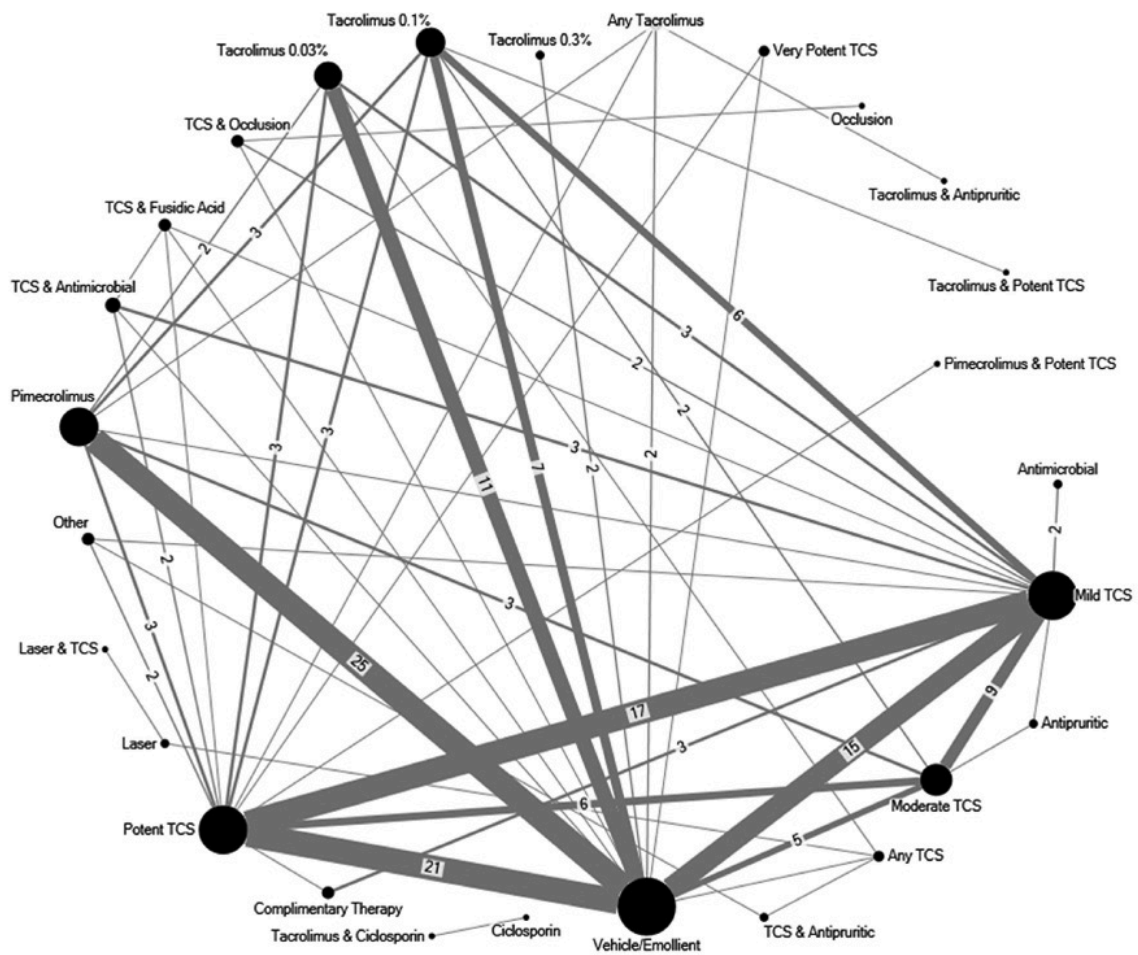 Tacrolimus 0.1%
Any Tacrolimus
Tacrolimus 0.3%
Tacrolimus 0.03%
Very Potent TCS
Occlusion
TCS & Occlusion
Tacrolimus & Antipruritic
TCS & Fusidic Acid
3
2
Tacrolimus & Potent TCS
TCS & Antimicrobial
6
3
2
Pimecrolimus & Potent TCS
Pimecrolimus
2
3
3
3
2
7
2
11
Antimicrobial
Other
2
2
Mild TCS
3
3
2
Laser & TCS
25
2
9
17
Antipruritic
Laser
3
15
6
Moderate TCS
Potent TCS
5
Any TCS
21
Complimentary Therapy
Tacrolimus & Ciclosporin
Ciclosporin
TCS & Antipruritic
Vehicle/Emollient